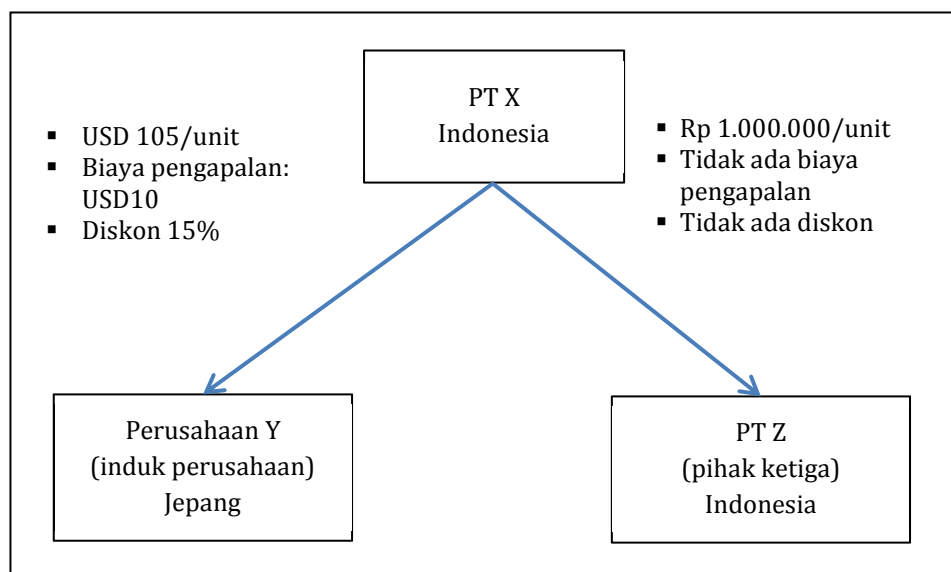 PT X
Indonesia
▪ USD 105/unit
▪ Biaya pengapalan:
USD10
▪ Diskon 15%
▪ Rp 1.000.000/unit
▪ Tidak ada biaya
pengapalan
▪ Tidak ada diskon
Perusahaan Y
(induk perusahaan)
Jepang
PT Z
(pihak ketiga)
Indonesia